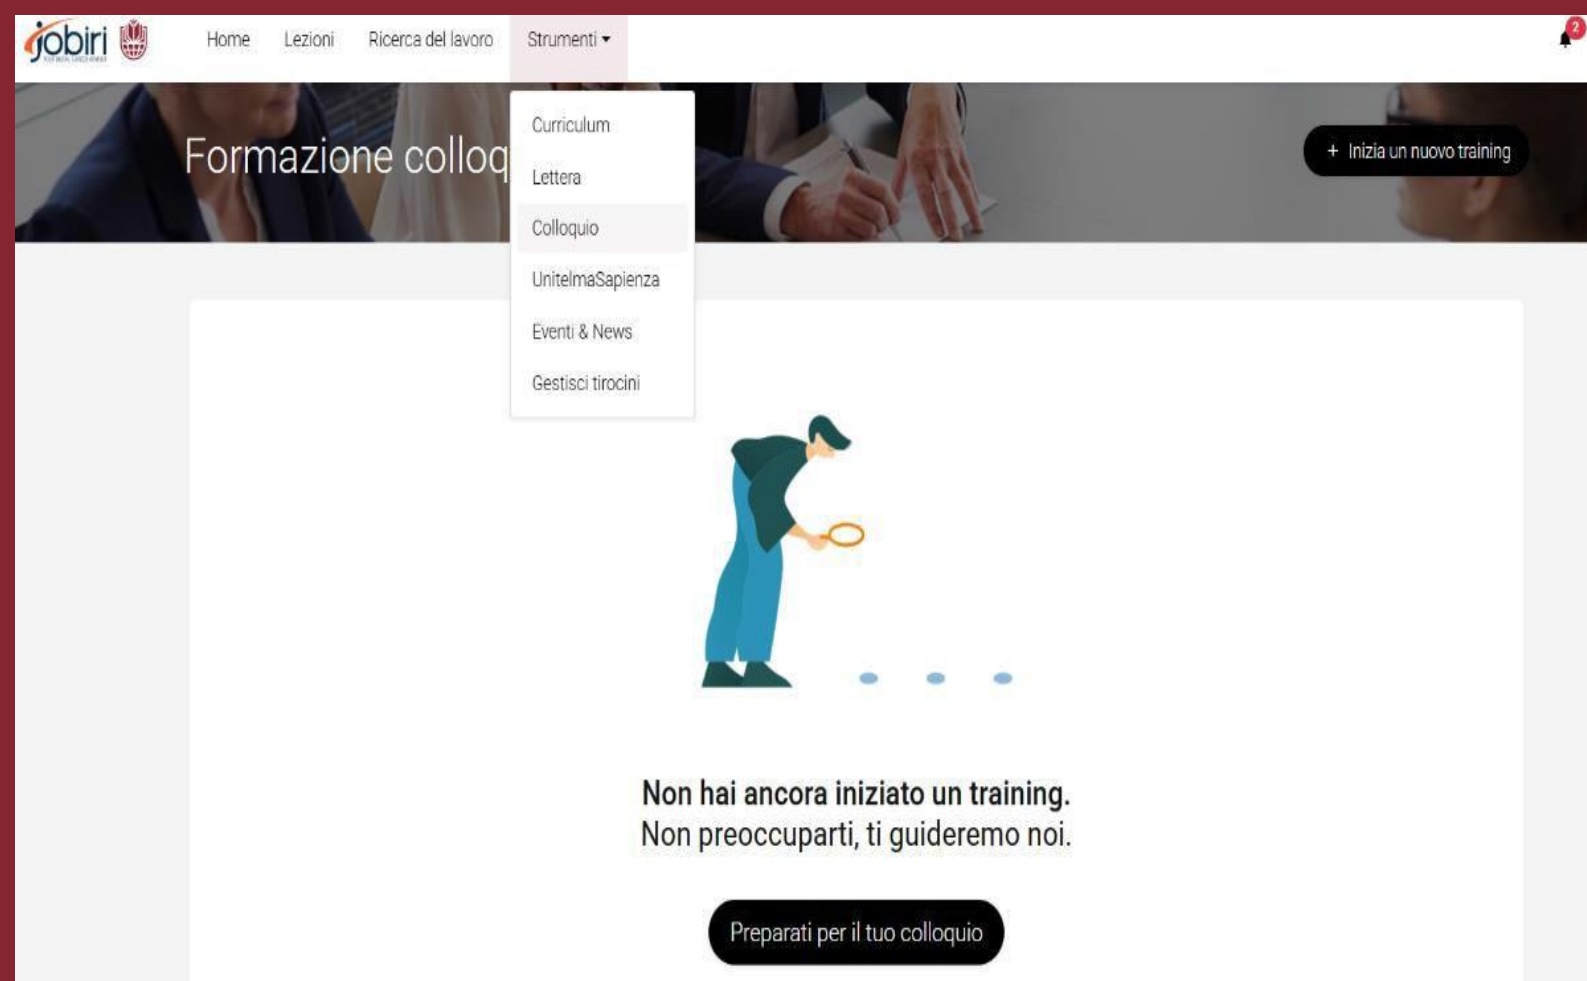 jobiri
Home Lezioni Ricerca del lavoro Strumenti
2
Formazione colloq
+ Inizia un nuovo training
Curriculum
Lettera
Colloquio
UnitelmaSapienza
Eventi & News
Gestisci tirocini
Non hai ancora iniziato un training.
Non preoccuparti, ti guideremo noi.
Preparati per il tuo colloquio